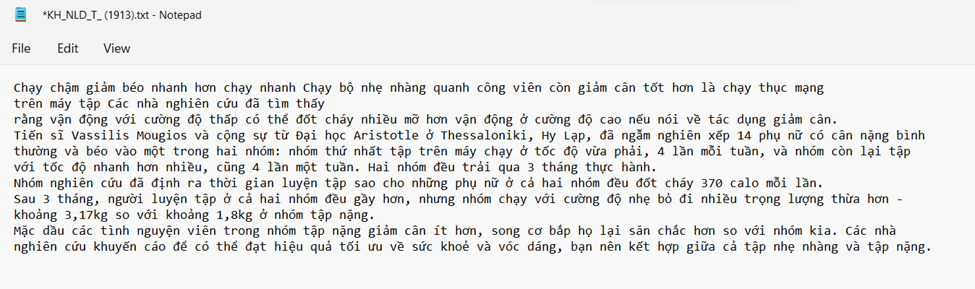 *KH_NLD_T_ (1913).txt - Notepad
File Edit View
Chạy chậm giảm béo nhanh hơn chạy nhanh Chạy bộ nhẹ nhàng quanh công viên còn giảm cân tốt hơn là chạy thục mạng
trên máy tập Các nhà nghiên cứu đã tìm thấy
rằng vận động với cường độ thấp có thể đốt cháy nhiều mỡ hơn vận động ở cường độ cao nếu nói về tác dụng giảm cân.
Tiến sĩ Vassilis Mougios và cộng sự từ Đại học Aristotle ở Thessaloniki, Hy Lạp, đã ngẫm nghiên xếp 14 phụ nữ có cân nặng bình
thường và béo vào một trong hai nhóm: nhóm thứ nhất tập trên máy chạy ở tốc độ vừa phải, 4 lần mỗi tuần, và nhóm còn lại tập
với tốc độ nhanh hơn nhiều, cũng 4 lần một tuần. Hai nhóm đều trải qua 3 tháng thực hành.
Nhóm nghiên cứu đã định ra thời gian luyện tập sao cho những phụ nữ ở cả hai nhóm đều đốt cháy 370 calo mỗi lần.
Sau 3 tháng, người luyện tập ở cả hai nhóm đều gầy hơn, nhưng nhóm chạy với cường độ nhẹ bỏ đi nhiều trọng lượng thừa hơn -
khoảng 3,17kg so với khoảng 1,8kg ở nhóm tập nặng.
Mặc dầu các tình nguyện viên trong nhóm tập nặng giảm cân ít hơn, song cơ bắp họ lại săn chắc hơn so với nhóm kia. Các nhà
nghiên cứu khuyến cáo để có thể đạt hiệu quả tối ưu về sức khoẻ và vóc dáng, bạn nên kết hợp giữa cả tập nhẹ nhàng và tập nặng.